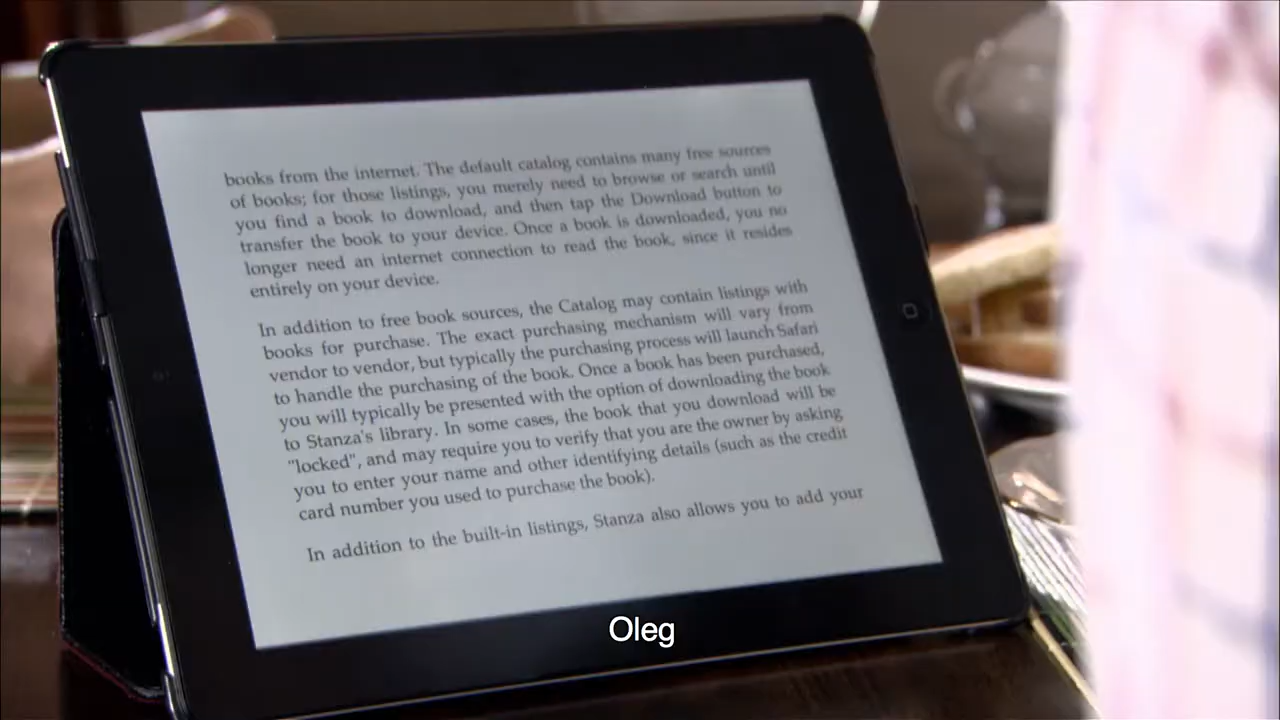 books from the internet. The default catalog contains many free sources
of books; for those listings, you merely need to browse or search until
you find a book to download, and then tap the Download button to
transfer the book to your device. Once a book is downloaded, you no
longer need an internet connection to read the book, since it resides
entirely on your device.
In addition to free book sources, the Catalog may contain listings with
books for purchase. The exact purchasing mechanism will vary from
vendor to vendor, but typically the purchasing process will launch Safari
to handle the purchasing of the book. Once a book has been purchased,
you will typically be presented with the option of downloading the book
to Stanza's library. In some cases, the book that you download will be
"locked", and may require you to verify that you are the owner by asking
you to enter your name and other identifying details (such as the credit
card number you used to purchase the book).
In addition to the built-in listings, Stanza also allows you to add your
Oleg